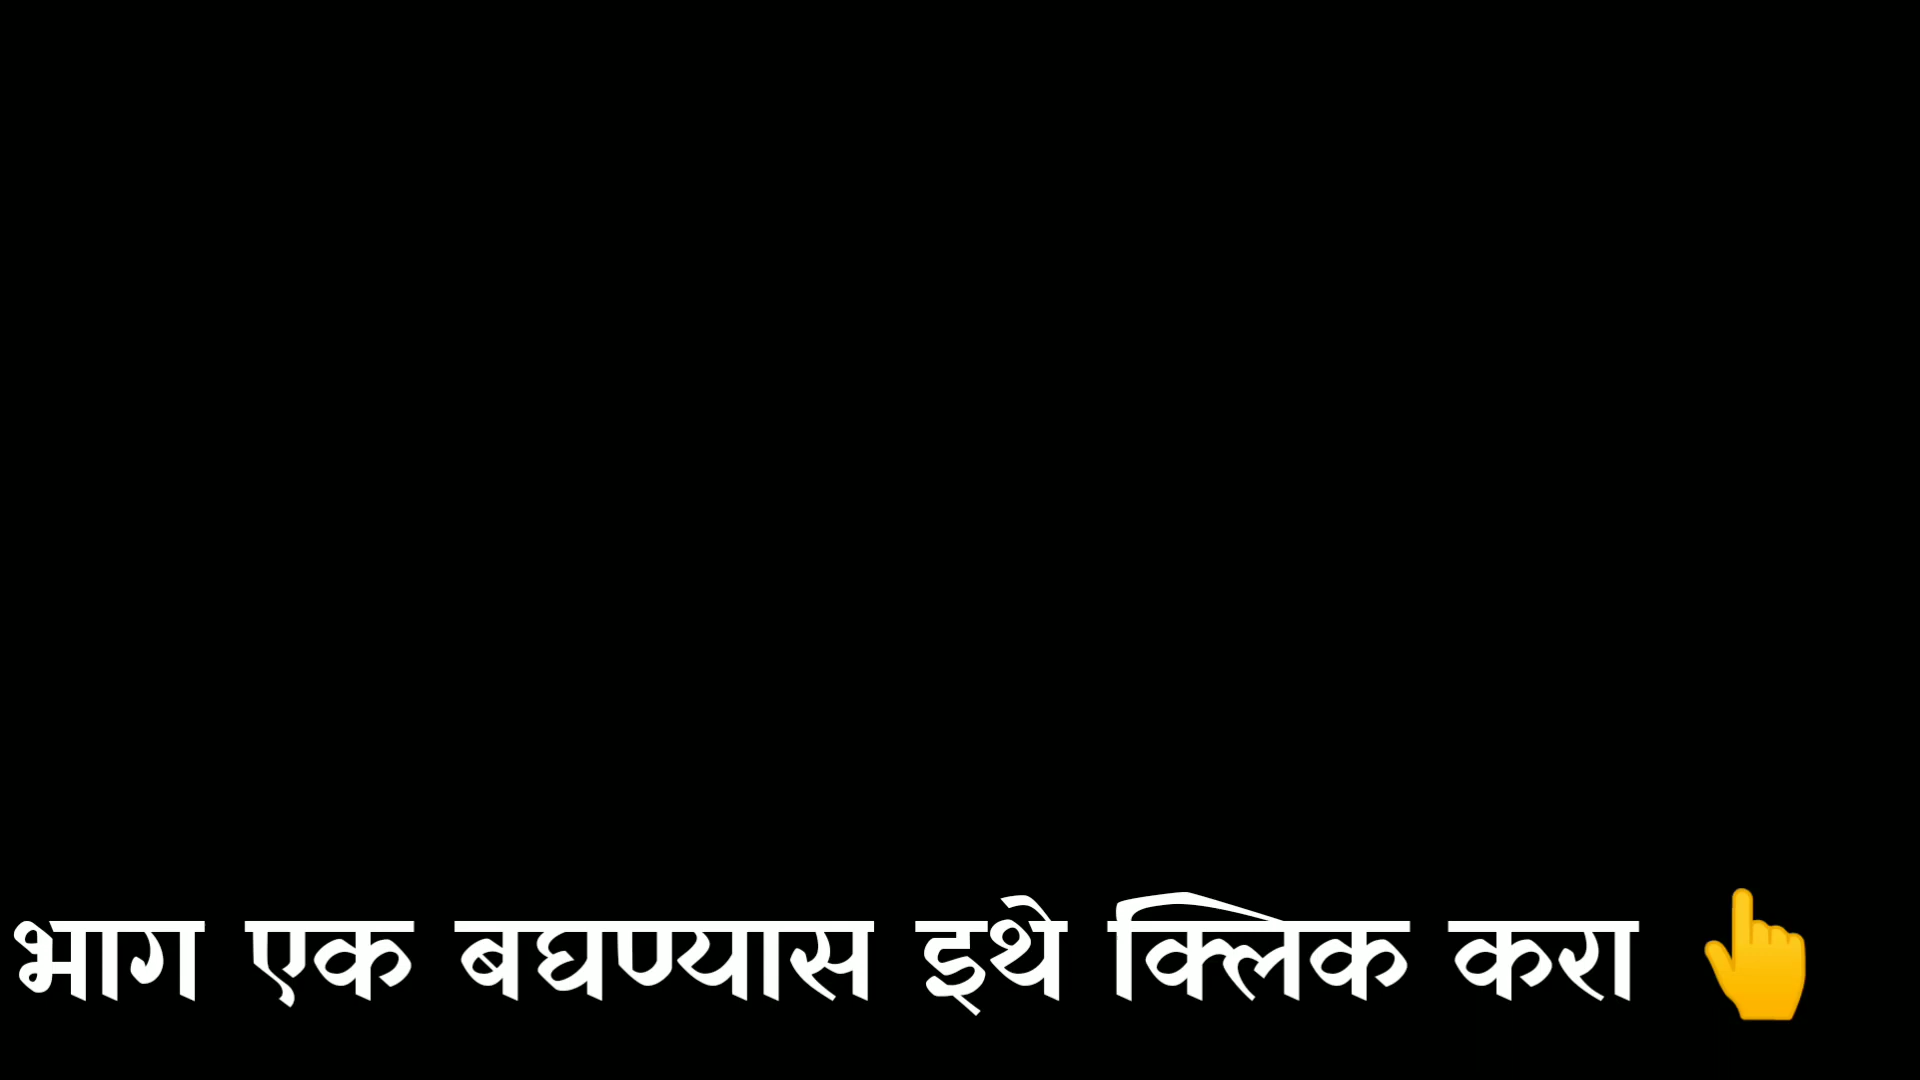 भाग एक बघण्यास इथे क्लिक करा 👆